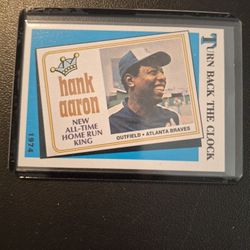 hank
aaron
NEW
ALL-TIME
HOME RUN
KING
OUTFIELD • ATLANTA BRAVES
TURN BACK THE CLOCK
1974